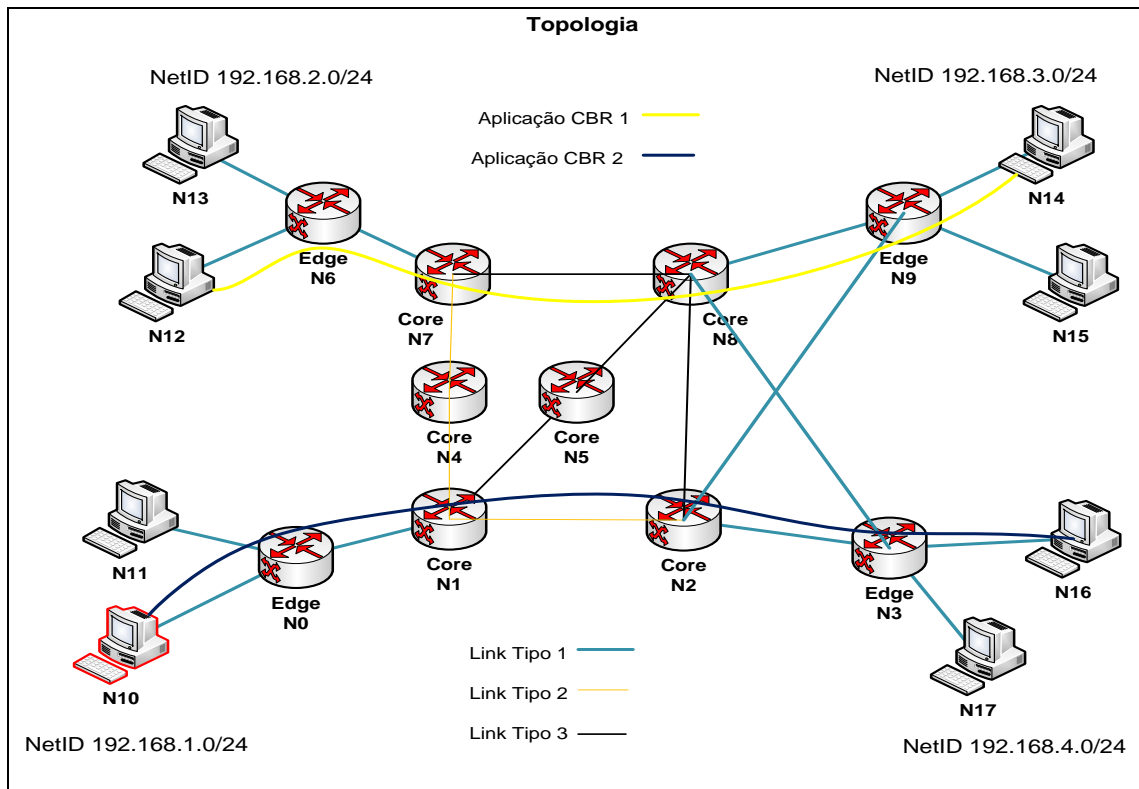 Topologia
NetID 192.168.2.0/24
NetID 192.168.3.0/24
Aplicação CBR 1
Aplicação CBR 2
N13
N14
Edge
N6
Edge
N9
N12
N15
Core
N7
Core
N8
Core
N4
Core
N5
N11
N16
Core
N1
Core
N2
Edge
N0
Edge
N3
N10
N17
Link Tipo 1
Link Tipo 2
Link Tipo 3
NetID 192.168.1.0/24
NetID 192.168.4.0/24